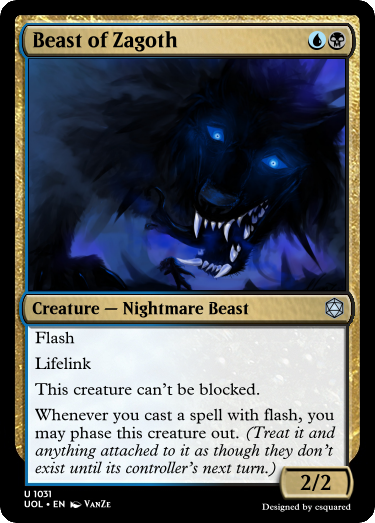 Beast of Zagoth
Creature — Nightmare Beast
Flash
Lifelink
This creature can't be blocked.
Whenever you cast a spell with flash, you
may phase this creature out. (Treat it and
anything attached to it as though they don't
exist until its controller's next turn.)
2/2
U 1031
UOL • EN VanZe
Designed by csquared